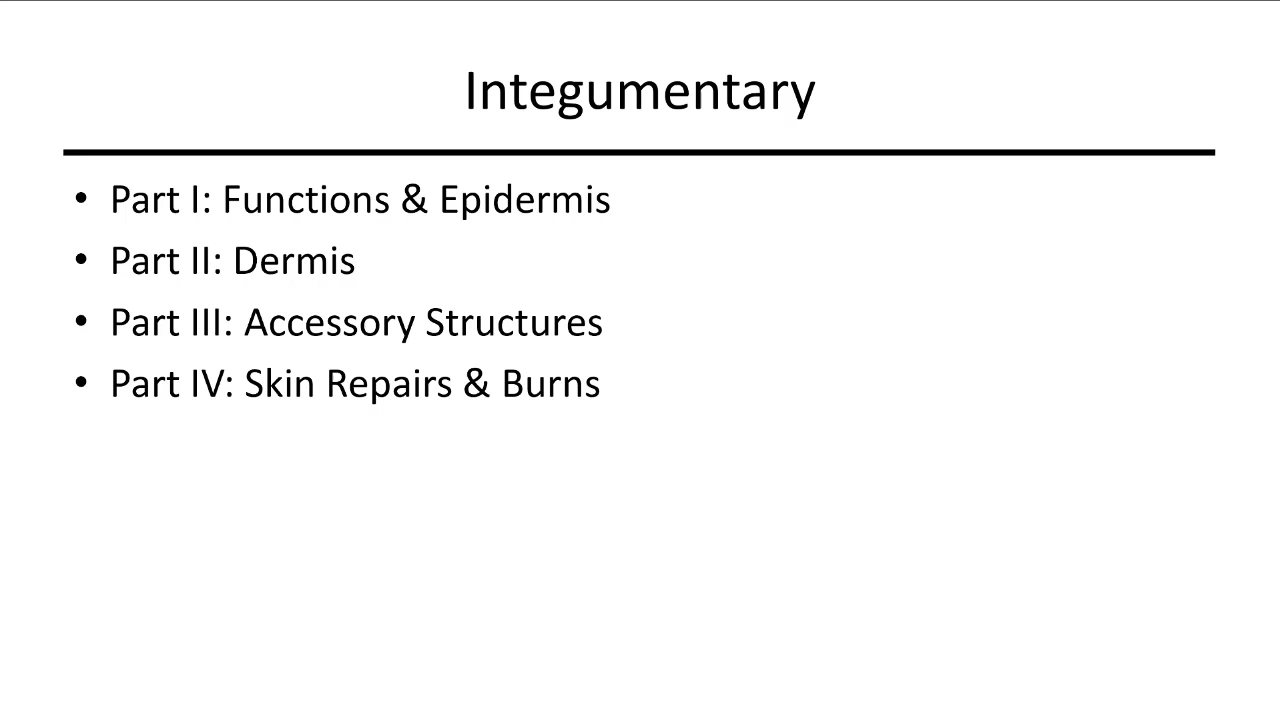 Integumentary
• Part I: Functions & Epidermis
• Part II: Dermis
• Part III: Accessory Structures
• Part IV: Skin Repairs & Burns